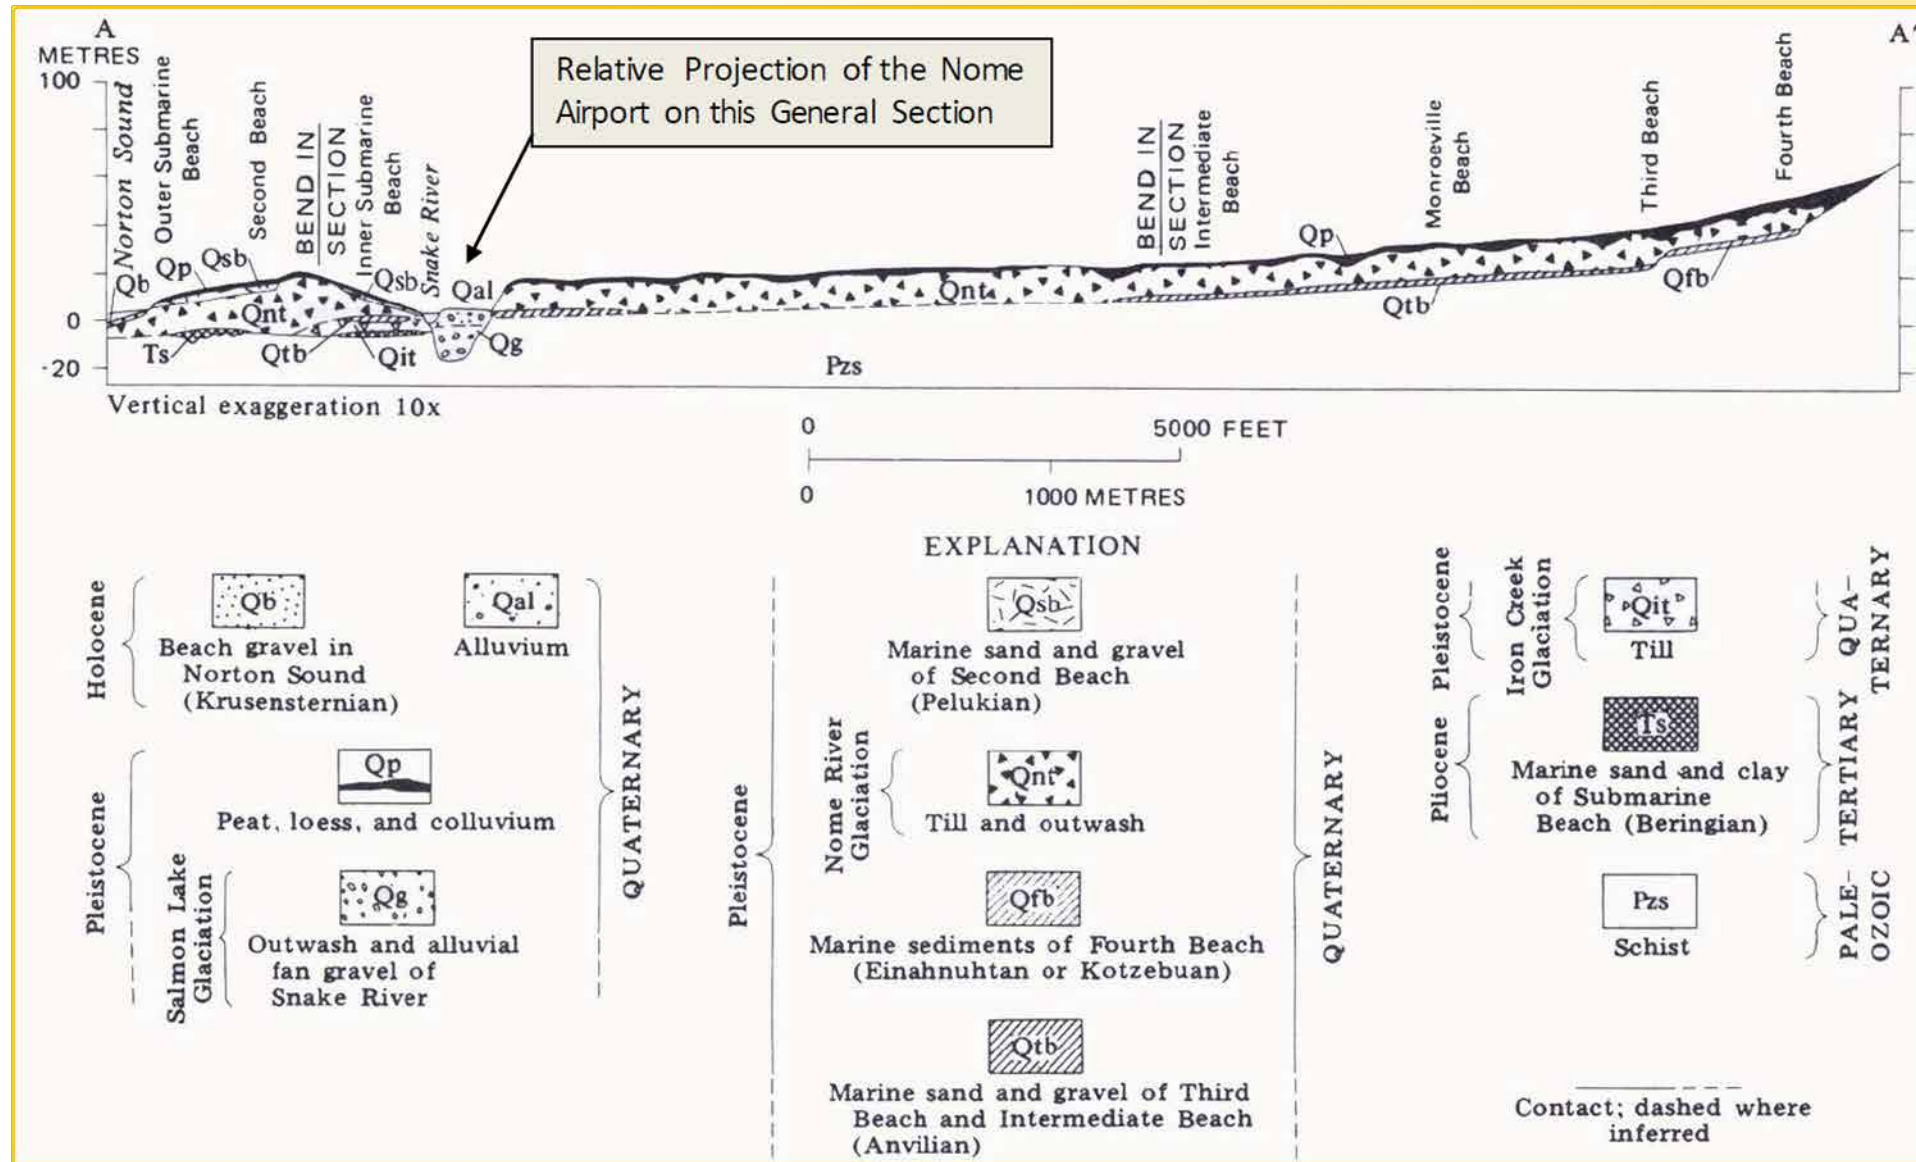 A
METRES
100
0
-20
Norton Sound
Outer Submarine
Beach
Second Beach
BEND IN
SECTION
Inner Submarine
Beach
Snake River
Relative Projection of the Nome
Airport on this General Section
BEND IN
SECTION
Intermediate
Beach
Monroeville
Beach
Third Beach
Fourth Beach
A'
Qb
Qp
Qsb
Qnt
Qsb
Qal
Ts
Qtb
Qit
Qg
Qnt
Pzs
Qp
Qtb
Qfb
Vertical exaggeration 10x
0
5000 FEET
0
1000 METRES
EXPLANATION
Holocene
Qb
Beach gravel in
Norton Sound
(Krusensternian)
Qal
Alluvium
Pleistocene
Qp
Peat, loess, and colluvium
Salmon Lake
Glaciation
Qg
Outwash and alluvial
fan gravel of
Snake River
QUATERNARY
Pleistocene
Qsb
Marine sand and gravel
of Second Beach
(Pelukian)
Nome River
Glaciation
Qnt
Till and outwash
Qfb
Marine sediments of Fourth Beach
(Einahnuhtan or Kotzebuan)
Qtb
Marine sand and gravel of Third
Beach and Intermediate Beach
(Anvilian)
QUATERNARY
Pleistocene
Iron Creek
Glaciation
Qit
Till
QUA-
TERNARY
Pliocene
Ts
Marine sand and clay
of Submarine
Beach (Beringian)
TERTIARY
Pzs
Schist
PALE-
OZOIC
Contact; dashed where
inferred